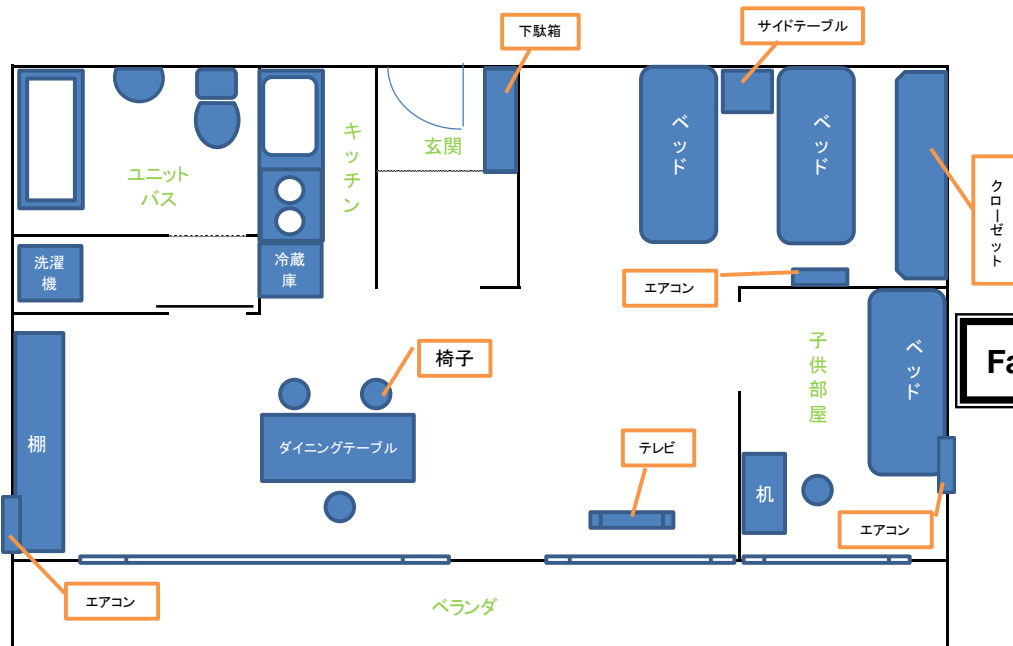 下駄箱
サイドテーブル
キッチン
玄関
ベッド
ベッド
ユニット
バス
クローゼット
洗濯
機
冷蔵
庫
エアコン
椅子
子供部屋
ベッド
Fa
棚
ダイニングテーブル
テレビ
机
エアコン
エアコン
ベランダ